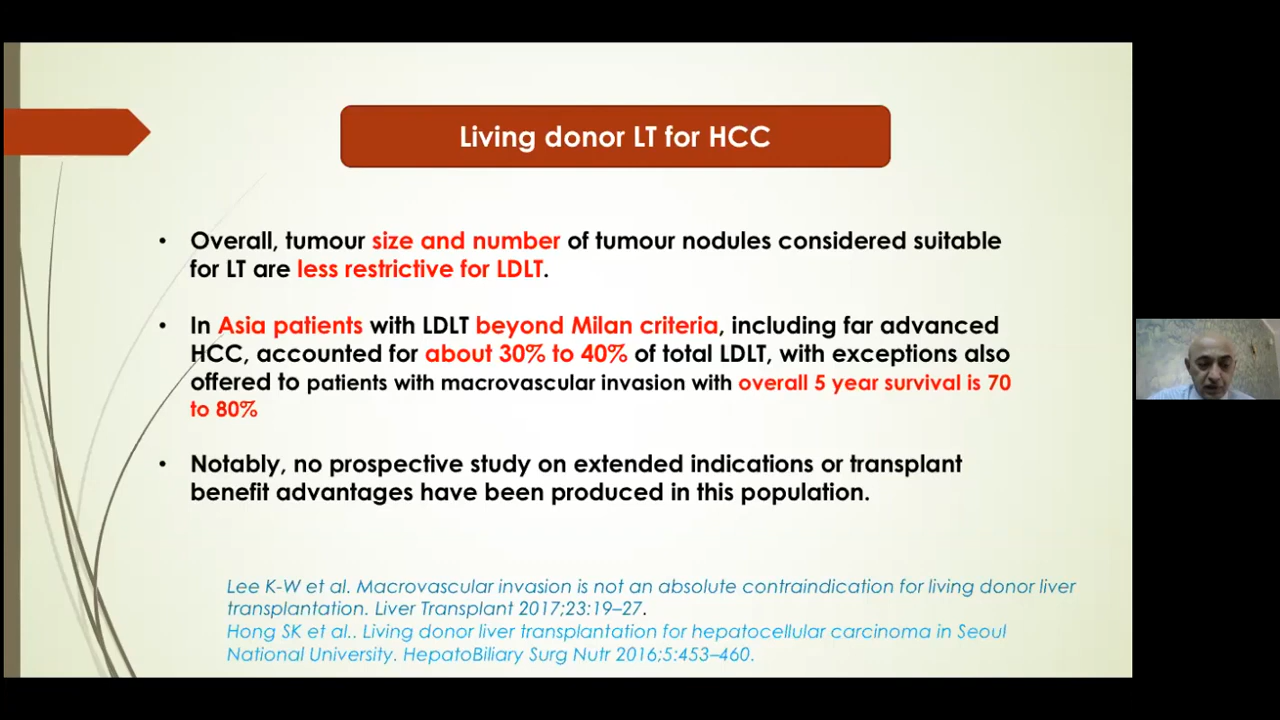 Living donor LT for HCC
• Overall, tumour size and number of tumour nodules considered suitable
for LT are less restrictive for LDLT.
• In Asia patients with LDLT beyond Milan criteria, including far advanced
HCC, accounted for about 30% to 40% of total LDLT, with exceptions also
offered to patients with macrovascular invasion with overall 5 year survival is 70
to 80%
• Notably, no prospective study on extended indications or transplant
benefit advantages have been produced in this population.
Lee K-W et al. Macrovascular invasion is not an absolute contraindication for living donor liver
transplantation. Liver Transplant 2017;23:19–27.
Hong SK et al.. Living donor liver transplantation for hepatocellular carcinoma in Seoul
National University. HepatoBiliary Surg Nutr 2016;5:453–460.